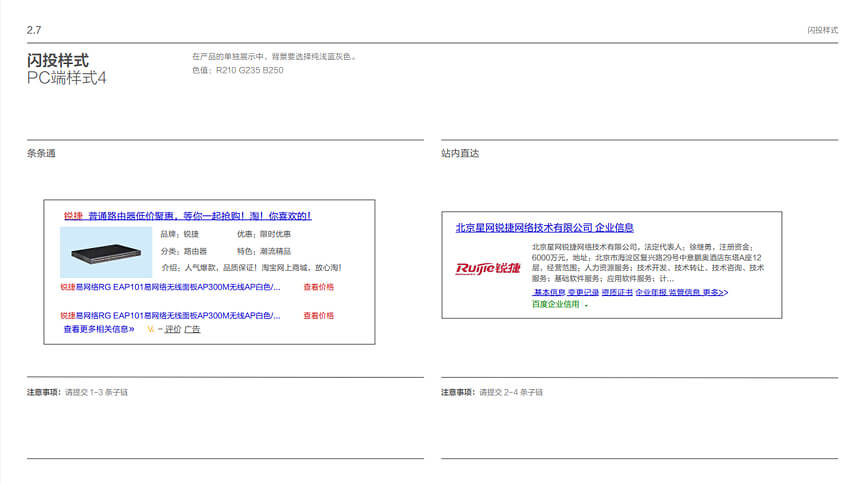 2.7
闪投样式
闪投样式
PC端样式4
在产品的单独展示中，背景要选择纯浅蓝灰色。
色值：R210 G235 B250
条条通
锐捷 普通路由器低价聚惠，等你一起抢购！淘！你喜欢的！
品牌：锐捷 优惠：限时优惠
分类：路由器 特色：潮流精品
介绍：人气爆款，品质保证！淘宝网上商城，放心淘！
锐捷易网络RG EAP101易网络无线面板AP300M无线AP白色/... 查看价格
锐捷易网络RG EAP101易网络无线面板AP300M无线AP白色/... 查看价格
查看更多相关信息» V₁ - 评价 广告
注意事项：请提交 1-3 条子链
站内直达
北京星网锐捷网络技术有限公司 企业信息
Ruijie锐捷
北京星网锐捷网络技术有限公司，法定代表人：徐继勇，注册资金：
6000万元，地址：北京市海淀区复兴路29号中意鹏奥酒店东塔A座12
层，经营范围：人力资源服务；技术开发、技术转让、技术咨询、技术
服务；基础软件服务；应用软件服务；计...
基本信息 变更记录 资质证书 企业年报 监管信息 更多>>
百度企业信用
注意事项：请提交 2-4 条子链